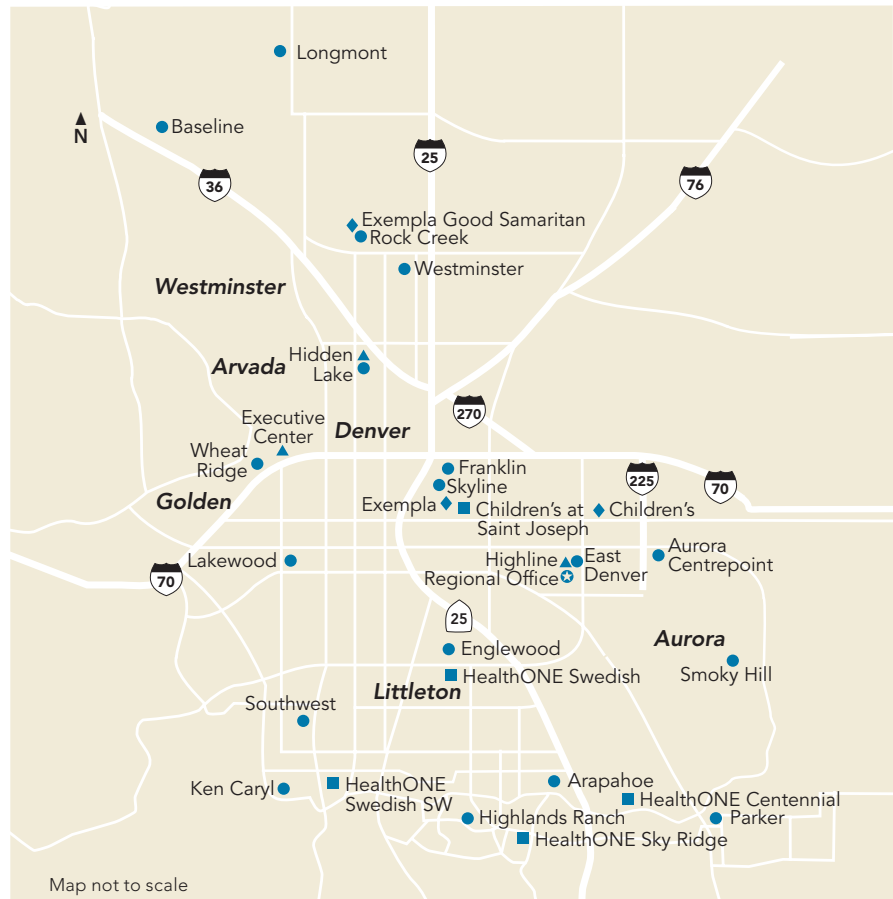 Longmont
Baseline
N
25
36
76
Exempla Good Samaritan
Rock Creek
Westminster
Westminster
Hidden
Lake
Arvada
270
Executive
Center
Denver
Wheat
Ridge
Franklin
Skyline
225
70
Golden
Exempla
Children’s at
Saint Joseph
Children’s
Lakewood
Highline
East
Denver
Regional Office
Aurora
Centrepoint
70
25
Englewood
Aurora
Smoky Hill
HealthONE Swedish
Littleton
Southwest
Ken Caryl
HealthONE
Swedish SW
Arapahoe
HealthONE Centennial
Highlands Ranch
Parker
HealthONE Sky Ridge
Map not to scale